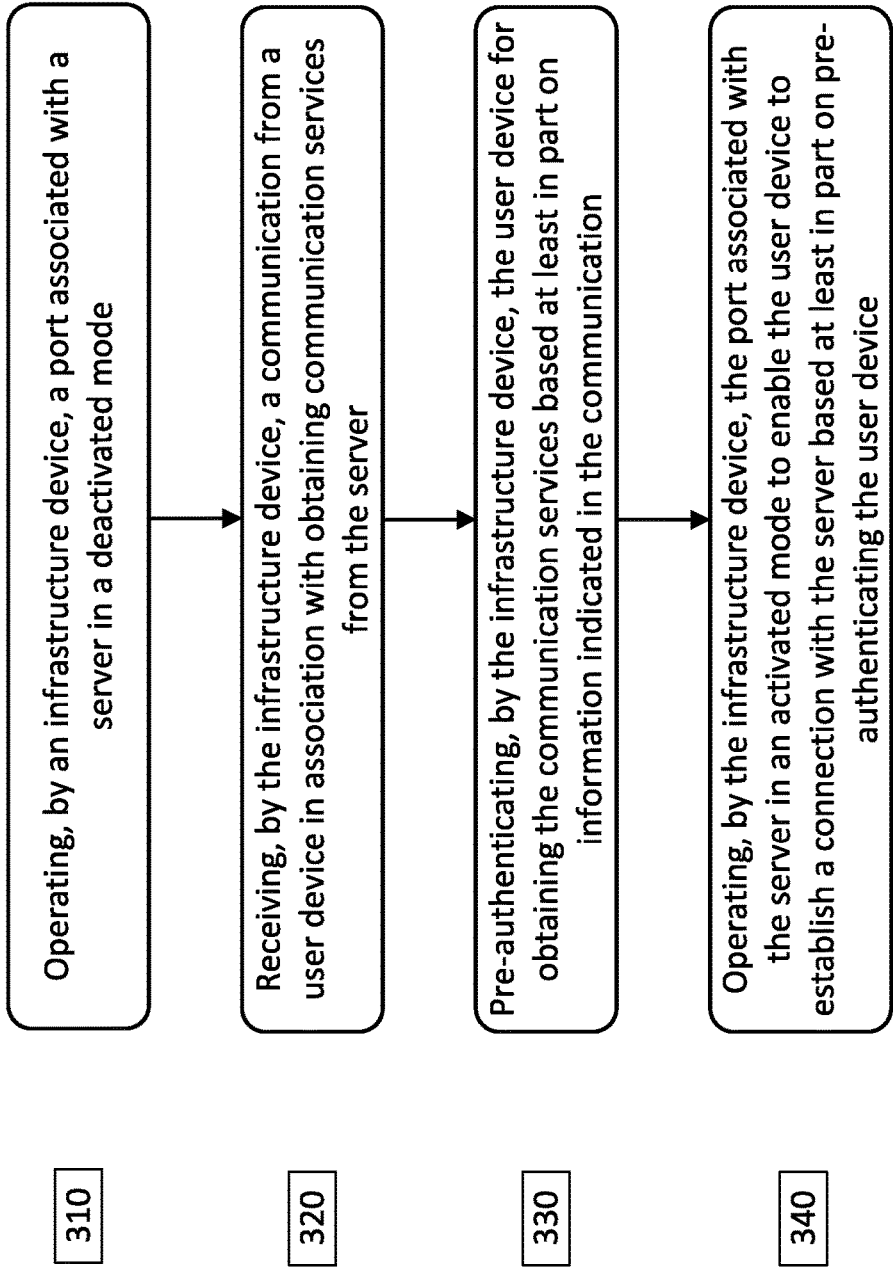 310
Operating, by an infrastructure device, a port associated with a
server in a deactivated mode
320
Receiving, by the infrastructure device, a communication from a
user device in association with obtaining communication services
from the server
330
Pre-authenticating, by the infrastructure device, the user device for
obtaining the communication services based at least in part on
information indicated in the communication
340
Operating, by the infrastructure device, the port associated with
the server in an activated mode to enable the user device to
establish a connection with the server based at least in part on pre-
authenticating the user device